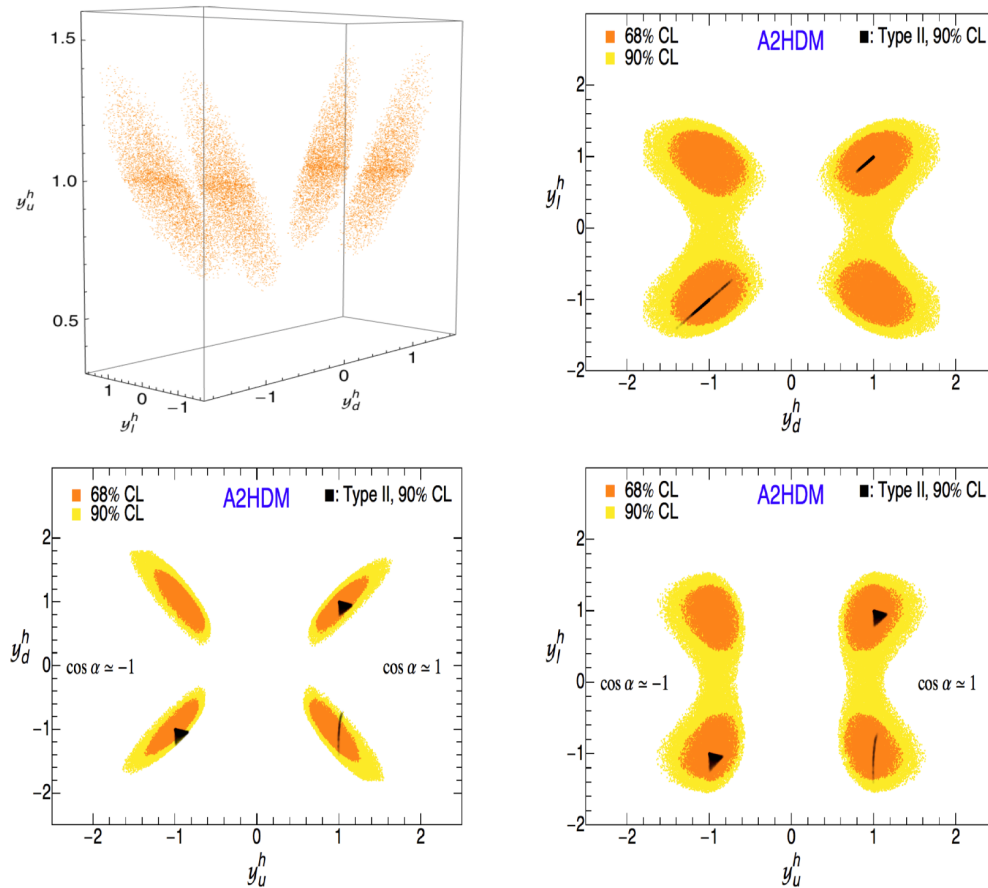 1.5
1.0
0.5
y_u^h
1 0 -1
y_l^h
-1 0 1
y_d^h
68% CL A2HDM ■: Type II, 90% CL
90% CL
2
1
0
-1
-2
y_l^h
-2 -1 0 1 2
y_d^h
68% CL A2HDM ■: Type II, 90% CL
90% CL
2
1
0
-1
-2
y_d^h
cos α ≃ −1 cos α ≃ 1
-2 -1 0 1 2
y_u^h
68% CL A2HDM ■: Type II, 90% CL
90% CL
2
1
0
-1
-2
y_l^h
cos α ≃ −1 cos α ≃ 1
-2 -1 0 1 2
y_u^h